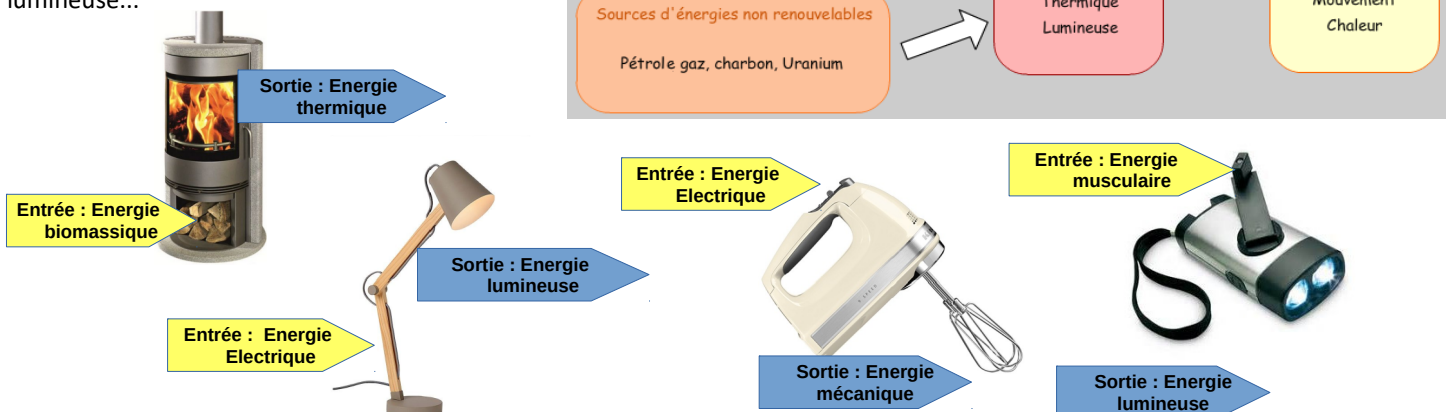 lumineuse...
Sources d'énergies non renouvelables
Pétrole gaz, charbon, Uranium
Thermique
Lumineuse
Mouvement
Chaleur
Sortie : Energie
thermique
Entrée : Energie
biomassique
Sortie : Energie
lumineuse
Entrée : Energie
Electrique
Entrée : Energie
Electrique
Sortie : Energie
mécanique
Entrée : Energie
musculaire
Sortie : Energie
lumineuse